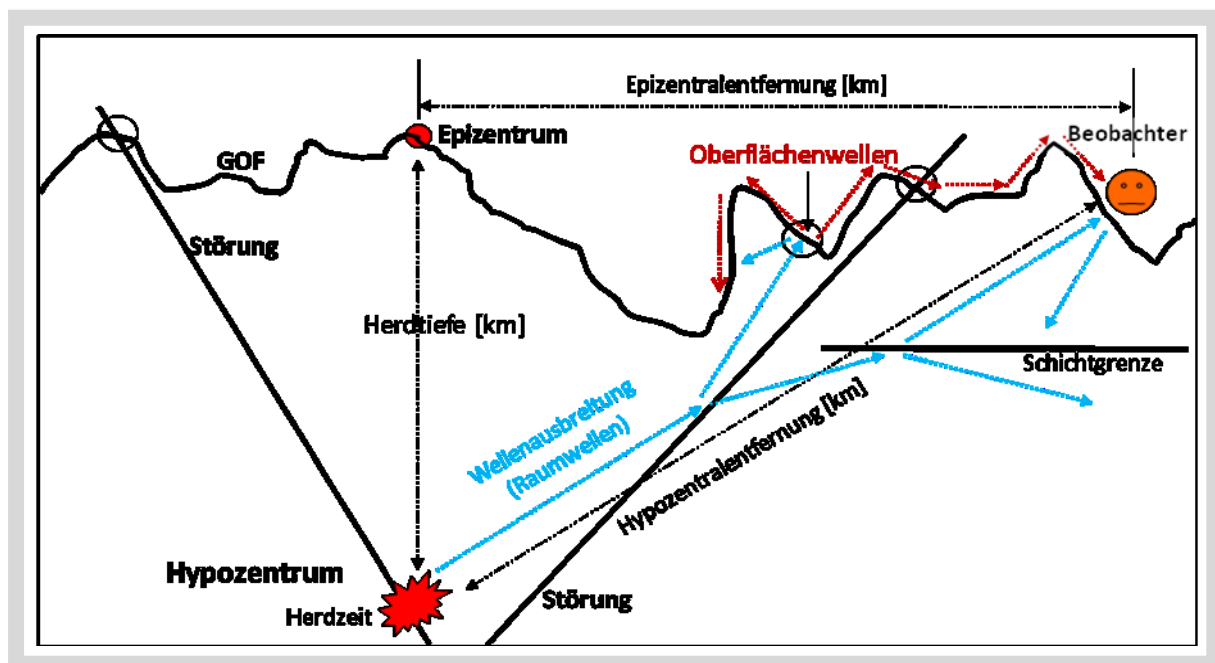 Epizentralentfernung [km]
Epizentrum
Beobachter
Oberflächenwellen
GOF
Störung
Herdtiefe [km]
Schichtgrenze
Wellenausbreitung
(Raumwellen)
Hypozentralentfernung [km]
Hypozentrum
Herdzeit
Störung